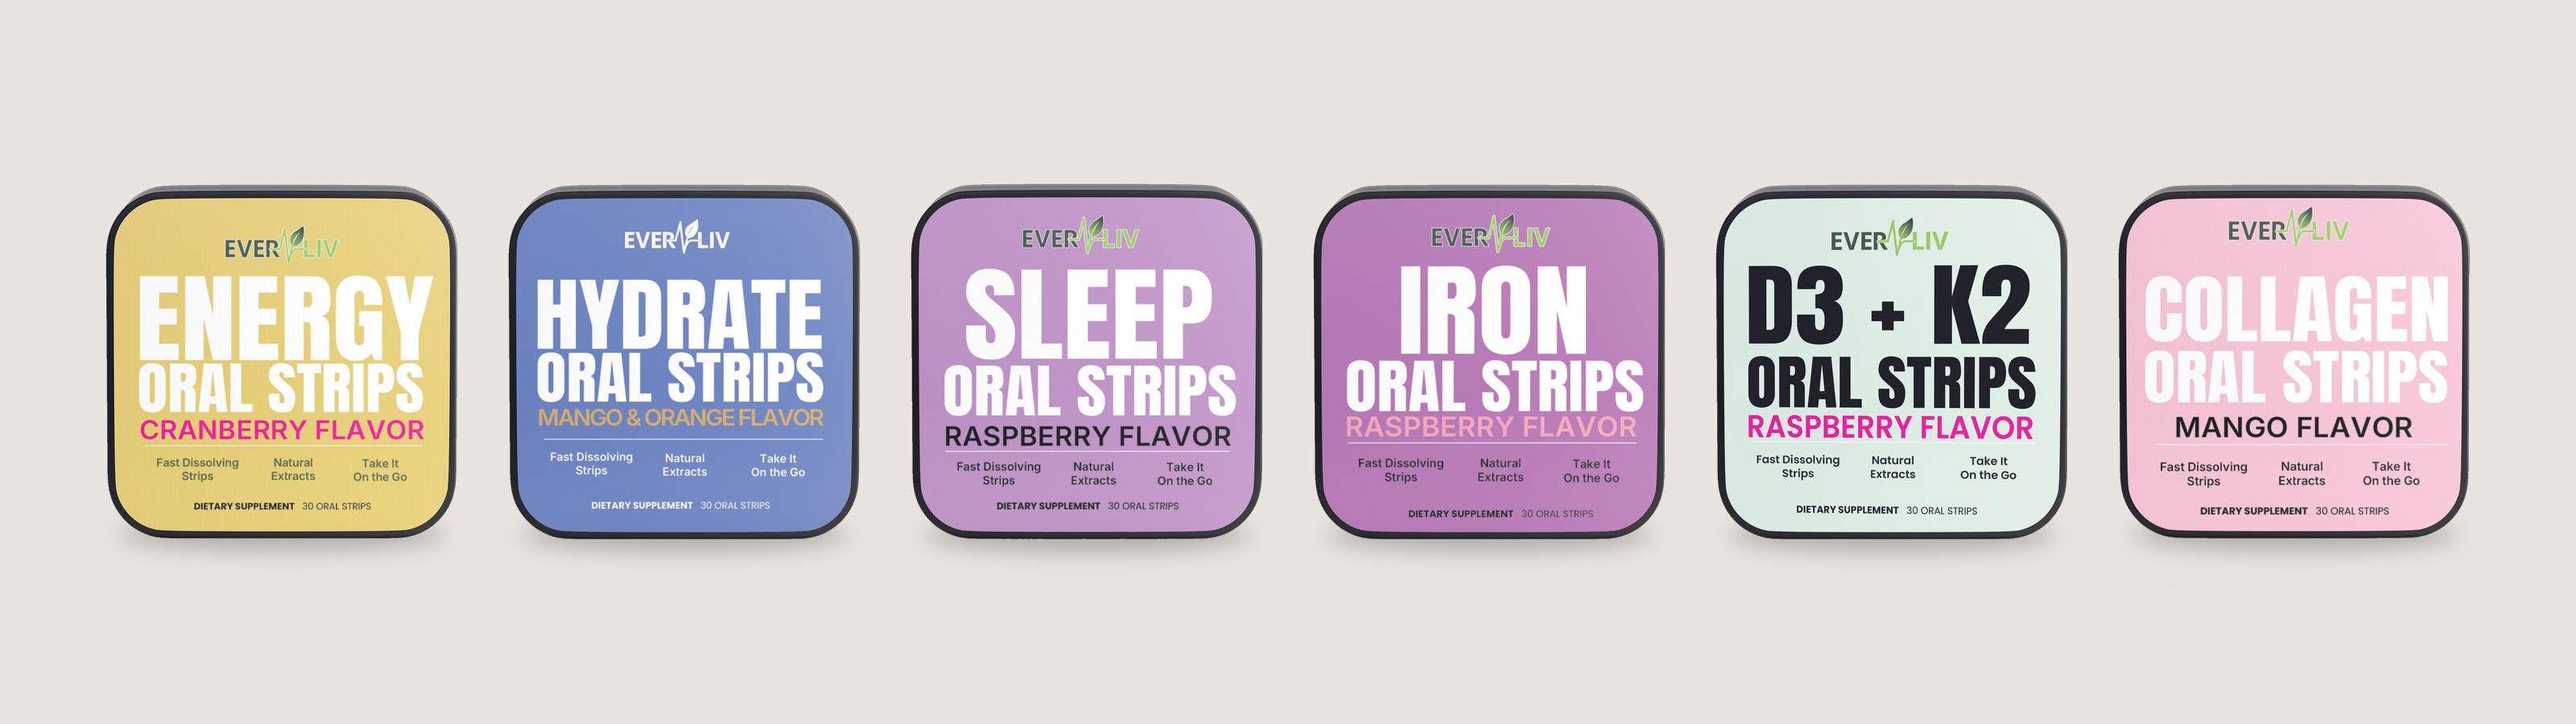 EVERLIV
ENERGY
ORAL STRIPS
CRANBERRY FLAVOR
Fast Dissolving Strips
Natural Extracts
Take It On the Go
DIETARY SUPPLEMENT 30 ORAL STRIPS
EVERLIV
HYDRATE
ORAL STRIPS
MANGO & ORANGE FLAVOR
Fast Dissolving Strips
Natural Extracts
Take It On the Go
DIETARY SUPPLEMENT 30 ORAL STRIPS
EVERLIV
SLEEP
ORAL STRIPS
RASPBERRY FLAVOR
Fast Dissolving Strips
Natural Extracts
Take It On the Go
DIETARY SUPPLEMENT 30 ORAL STRIPS
EVERLIV
IRON
ORAL STRIPS
RASPBERRY FLAVOR
Fast Dissolving Strips
Natural Extracts
Take It On the Go
DIETARY SUPPLEMENT 30 ORAL STRIPS
EVERLIV
D3 + K2
ORAL STRIPS
RASPBERRY FLAVOR
Fast Dissolving Strips
Natural Extracts
Take It On the Go
DIETARY SUPPLEMENT 30 ORAL STRIPS
EVERLIV
COLLAGEN
ORAL STRIPS
MANGO FLAVOR
Fast Dissolving Strips
Natural Extracts
Take It On the Go
DIETARY SUPPLEMENT 30 ORAL STRIPS